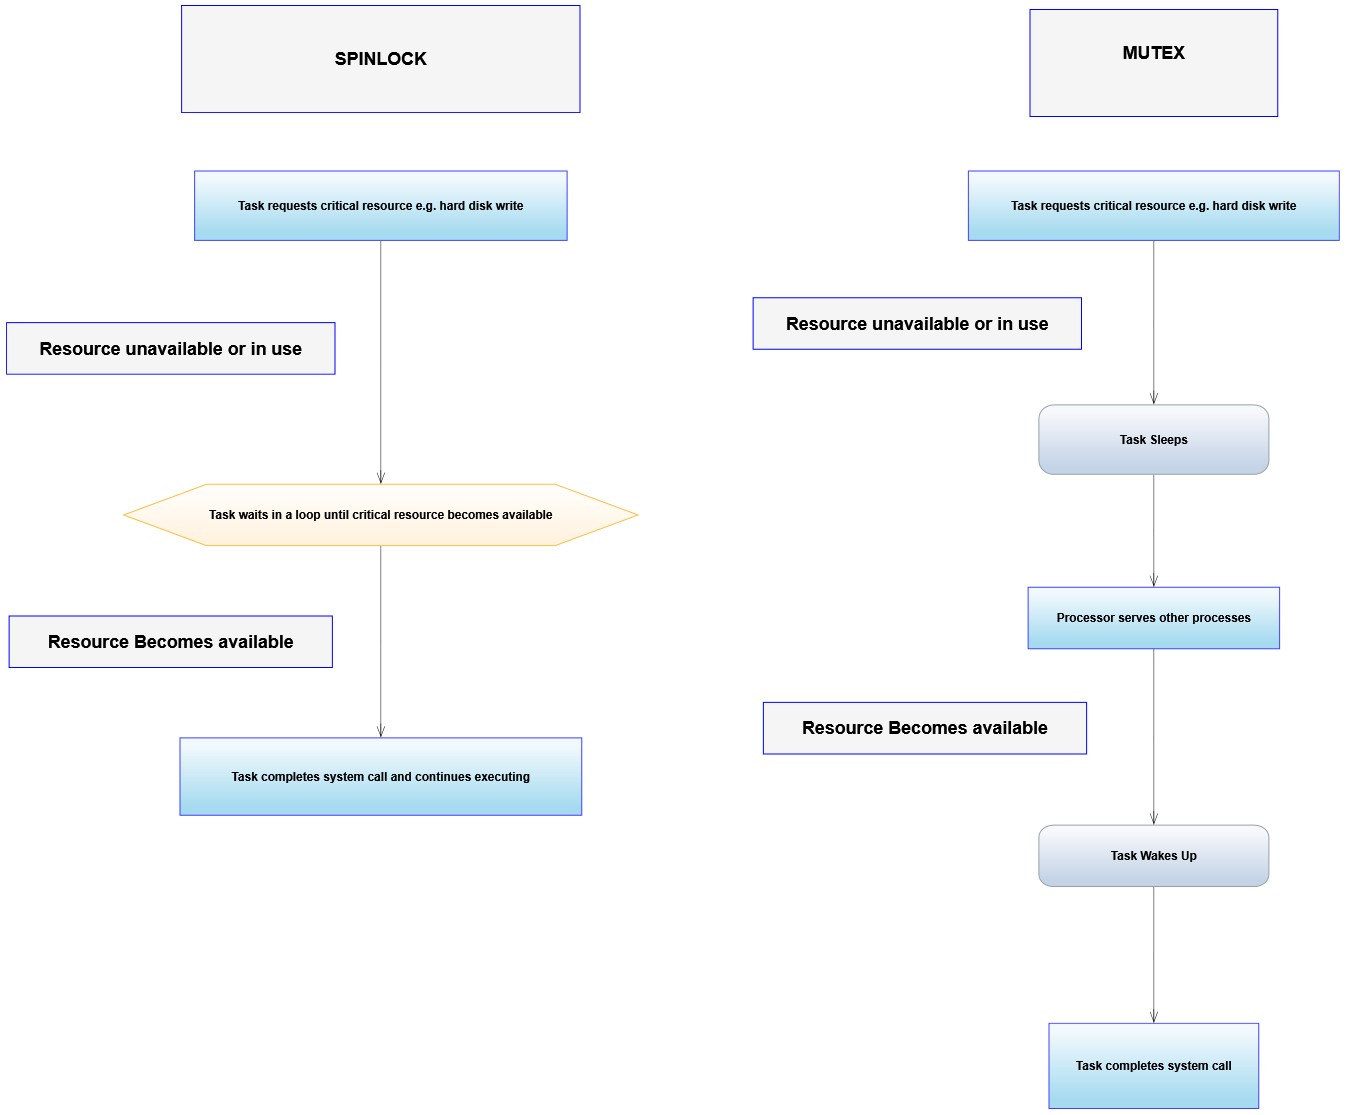 SPINLOCK
Task requests critical resource e.g. hard disk write
Resource unavailable or in use
Task waits in a loop until critical resource becomes available
Resource Becomes available
Task completes system call and continues executing
MUTEX
Task requests critical resource e.g. hard disk write
Resource unavailable or in use
Task Sleeps
Processor serves other processes
Resource Becomes available
Task Wakes Up
Task completes system call